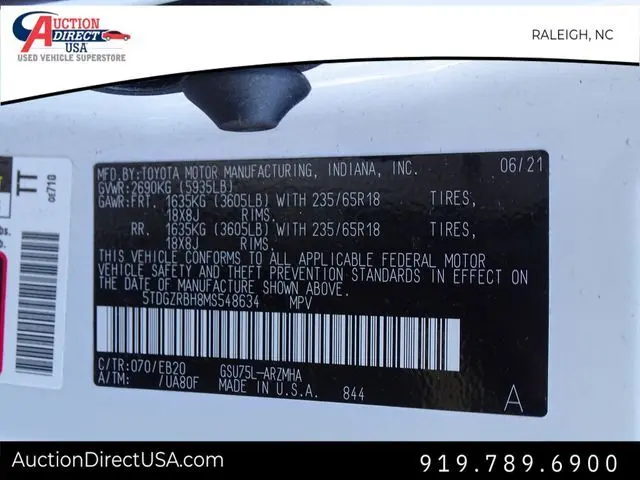 AUCTION
DIRECT
USA
USED VEHICLE SUPERSTORE
RALEIGH, NC
TT
0E710
bs.
b.
MFD.BY:TOYOTA MOTOR MANUFACTURING, INDIANA, INC. 06/21
GVWR:2690KG (5935LB)
GAWR:FRT. 1635KG (3605LB) WITH 235/65R18 TIRES,
18X8J RIMS.
RR. 1635KG (3605LB) WITH 235/65R18 TIRES,
18X8J RIMS.
THIS VEHICLE CONFORMS TO ALL APPLICABLE FEDERAL MOTOR
VEHICLE SAFETY AND THEFT PREVENTION STANDARDS IN EFFECT ON
THE DATE OF MANUFACTURE SHOWN ABOVE.
5TDGZRBH8MS548634 MPV
C/TR:070/EB20 GSU75L-ARZMHA
A/TM: /UA80F MADE IN U.S.A. 844
A
AuctionDirectUSA.com
919.789.6900